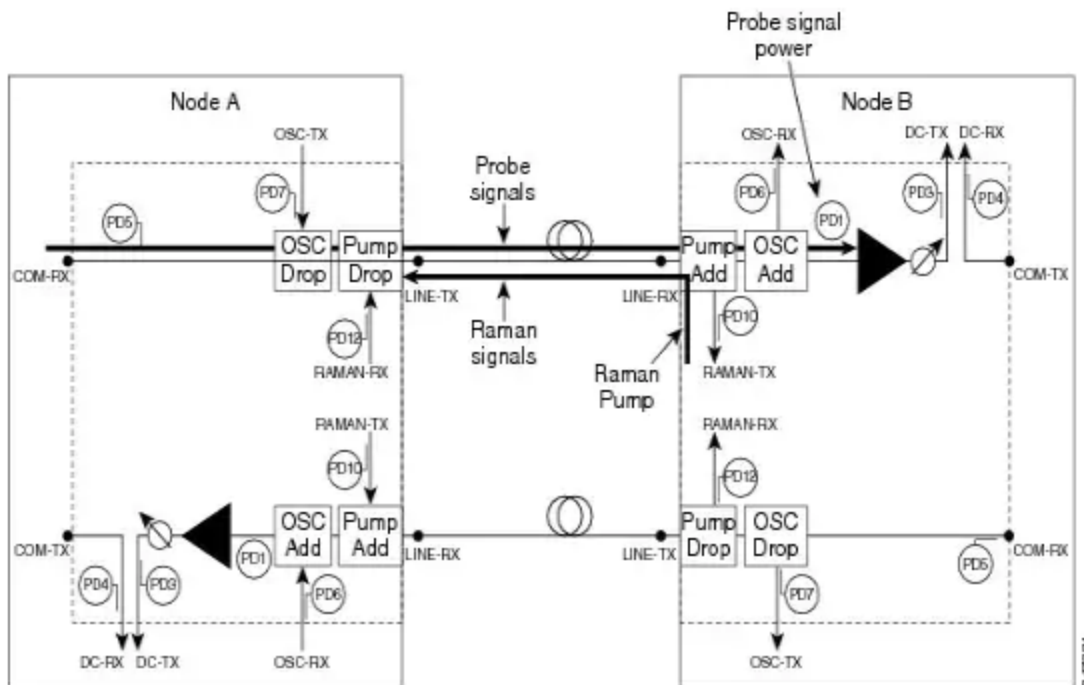 Probe signal
power
Node A
Node B
OSC-TX
OSC-RX
DC-TX
DC-RX
PD7
Probe
signals
PD6
PD3
PD4
PD5
PD1
OSC
Drop
Pump
Drop
Pump
Add
OSC
Add
COM-RX
LINE-TX
LINE-RX
COM-TX
PD12
Raman
signals
PD10
RAMAN-RX
Raman
Pump
RAMAN-TX
RAMAN-TX
RAMAN-RX
PD10
PD12
OSC
Add
Pump
Add
Pump
Drop
OSC
Drop
COM-TX
PD1
LINE-RX
LINE-TX
COM-RX
PD4
PD3
PD6
PD7
PD5
DC-RX
DC-TX
OSC-RX
OSC-TX